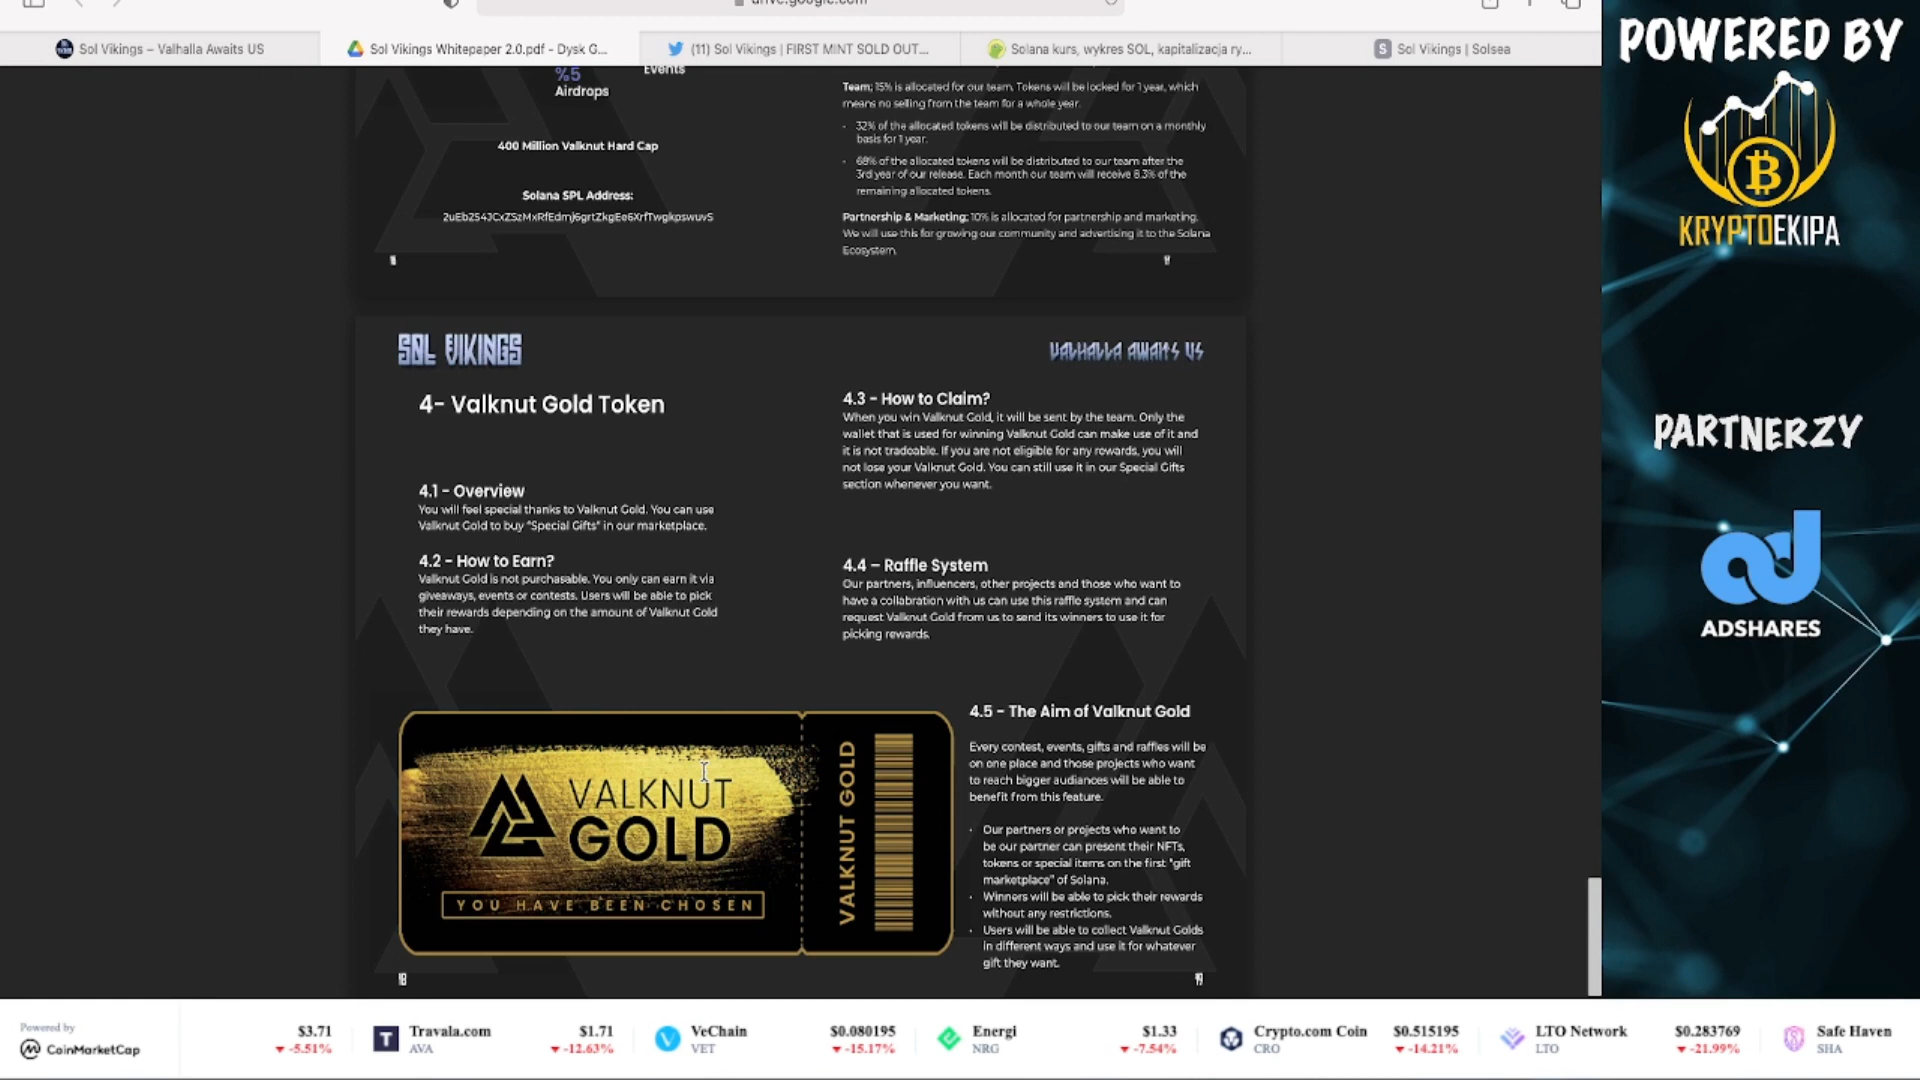 drive.google.com
Sol Vikings – Valhalla Awaits US
Sol Vikings Whitepaper 2.0.pdf - Dysk G...
(11) Sol Vikings | FIRST MINT SOLD OUT...
Solana kurs, wykres SOL, kapitalizacja ry...
Sol Vikings | Solsea
%5
Airdrops
Events
400 Million Valknut Hard Cap
Solana SPL Address:
Team; 15% is allocated for our team. Tokens will be locked for 1 year, which
means no selling from the team for a whole year.
- 32% of the allocated tokens will be distributed to our team on a monthly
basis for 1 year.
- 68% of the allocated tokens will be distributed to our team after the
3rd year of our release. Each month our team will receive 8.3% of the
remaining allocated tokens.
Partnership & Marketing; 10% is allocated for partnership and marketing.
We will use this for growing our community and advertising it to the Solana
Ecosystem.
SOL VIKINGS
VALHALLA AWAITS US
4- Valknut Gold Token
4.1 - Overview
You will feel special thanks to Valknut Gold. You can use
Valknut Gold to buy "Special Gifts" in our marketplace.
4.2 - How to Earn?
Valknut Gold is not purchasable. You only can earn it via
giveaways, events or contests. Users will be able to pick
their rewards depending on the amount of Valknut Gold
they have.
4.3 - How to Claim?
When you win Valknut Gold, it will be sent by the team. Only the
wallet that is used for winning Valknut Gold can make use of it and
it is not tradeable. If you are not eligible for any rewards, you will
not lose your Valknut Gold. You can still use it in our Special Gifts
section whenever you want.
4.4 – Raffle System
Our partners, influencers, other projects and those who want to
have a collabration with us can use this raffle system and can
request Valknut Gold from us to send its winners to use it for
picking rewards.
VALKNUT
GOLD
YOU HAVE BEEN CHOSEN
VALKNUT GOLD
4.5 - The Aim of Valknut Gold
Every contest, events, gifts and raffles will be
on one place and those projects who want
to reach bigger audiences will be able to
benefit from this feature.
- Our partners or projects who want to
be our partner can present their NFTs,
tokens or special items on the first "gift
marketplace" of Solana.
- Winners will be able to pick their rewards
without any restrictions.
- Users will be able to collect Valknut Golds
in different ways and use it for whatever
gift they want.
18
19
POWERED BY
KRYPTOEKIPA
PARTNERZY
ADSHARES
Powered by
CoinMarketCap
$3.71
▼ -5.51%
Travala.com
AVA
$1.71
▼ -12.63%
VeChain
VET
$0.080195
▼ -15.17%
Energi
NRG
$1.33
▼ -7.54%
Crypto.com Coin
CRO
$0.515195
▼ -14.21%
LTO Network
LTO
$0.283769
▼ -21.99%
Safe Haven
SHA